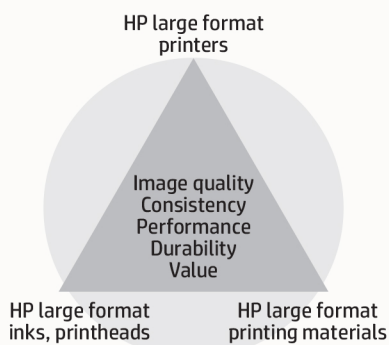 HP large format
printers
Image quality
Consistency
Performance
Durability
Value
HP large format
inks, printheads
HP large format
printing materials